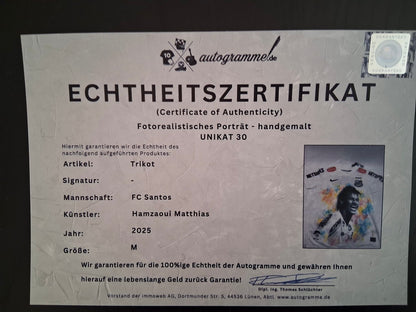 autogramme.de
ECHTHEITSZERTIFIKAT
(Certificate of Authenticity)
Fotorealistisches Porträt - handgemalt
UNIKAT 30
Hiermit garantieren wir die Echtheit des
nachfolgend aufgeführten Produktes:
Artikel: Trikot
Signatur: -
Mannschaft: FC Santos
Künstler: Hamzaoui Matthias
Jahr: 2025
Größe: M
Wir garantieren für die 100%ige Echtheit der Autogramme und gewähren Ihnen
hierauf eine lebenslange Geld zurück Garantie!
Dipl. Ing. Thomas Schlüchter
Vorstand der Immoweb AG, Dortmunder Str. 5, 44536 Lünen, Abtl. www.autogramme.de